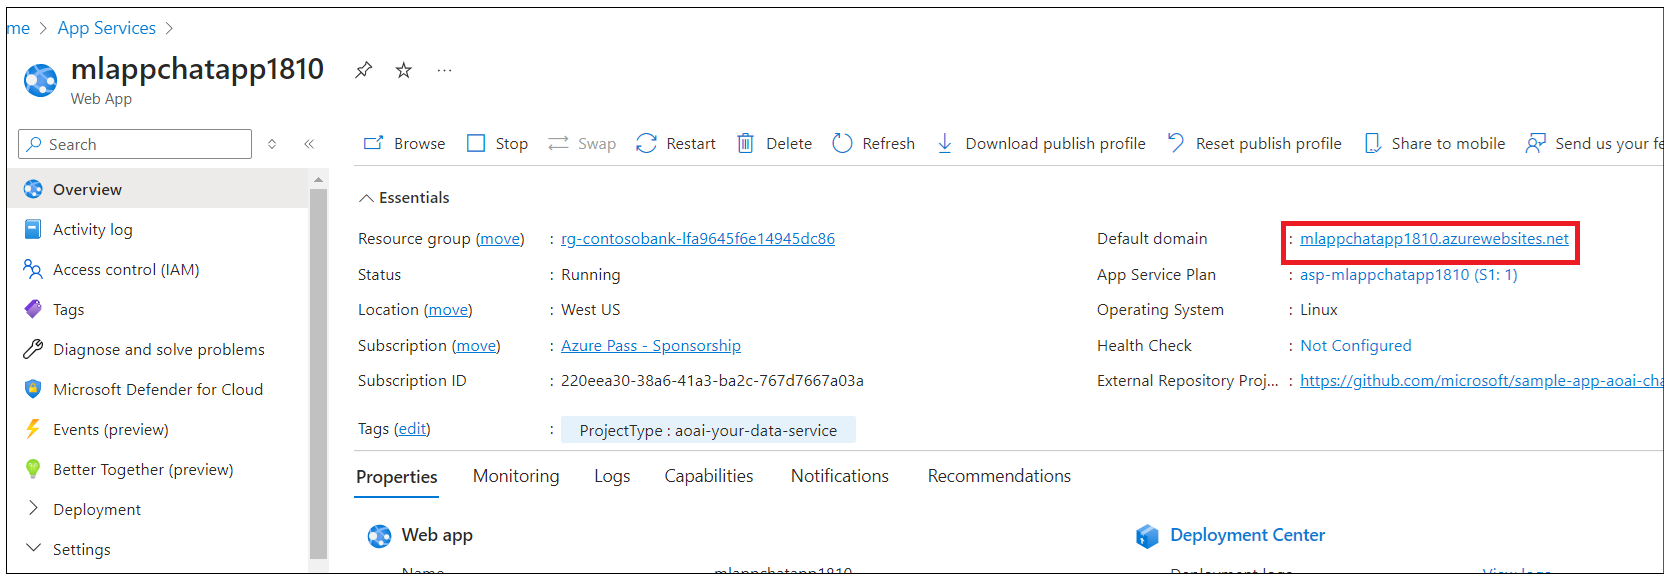 me > App Services >
mlappchatapp1810
...
Web App
Search
«
Browse Stop Swap Restart Delete Refresh Download publish profile Reset publish profile Share to mobile Send us your fe
Overview
Activity log
Access control (IAM)
Tags
Diagnose and solve problems
Microsoft Defender for Cloud
Events (preview)
Better Together (preview)
Deployment
Settings
Essentials
Resource group (move) : rg-contosobank-lfa9645f6e14945dc86
Status : Running
Location (move) : West US
Subscription (move) : Azure Pass - Sponsorship
Subscription ID : 220eea30-38a6-41a3-ba2c-767d7667a03a
Tags (edit) : ProjectType : aoai-your-data-service
Default domain : mlappchatapp1810.azurewebsites.net
App Service Plan : asp-mlappchatapp1810 (S1: 1)
Operating System : Linux
Health Check : Not Configured
External Repository Proj... : https://github.com/microsoft/sample-app-aoai-cha
Properties Monitoring Logs Capabilities Notifications Recommendations
Web app
Name mlappchatapp1810
Deployment Center
Deployment logs View logs